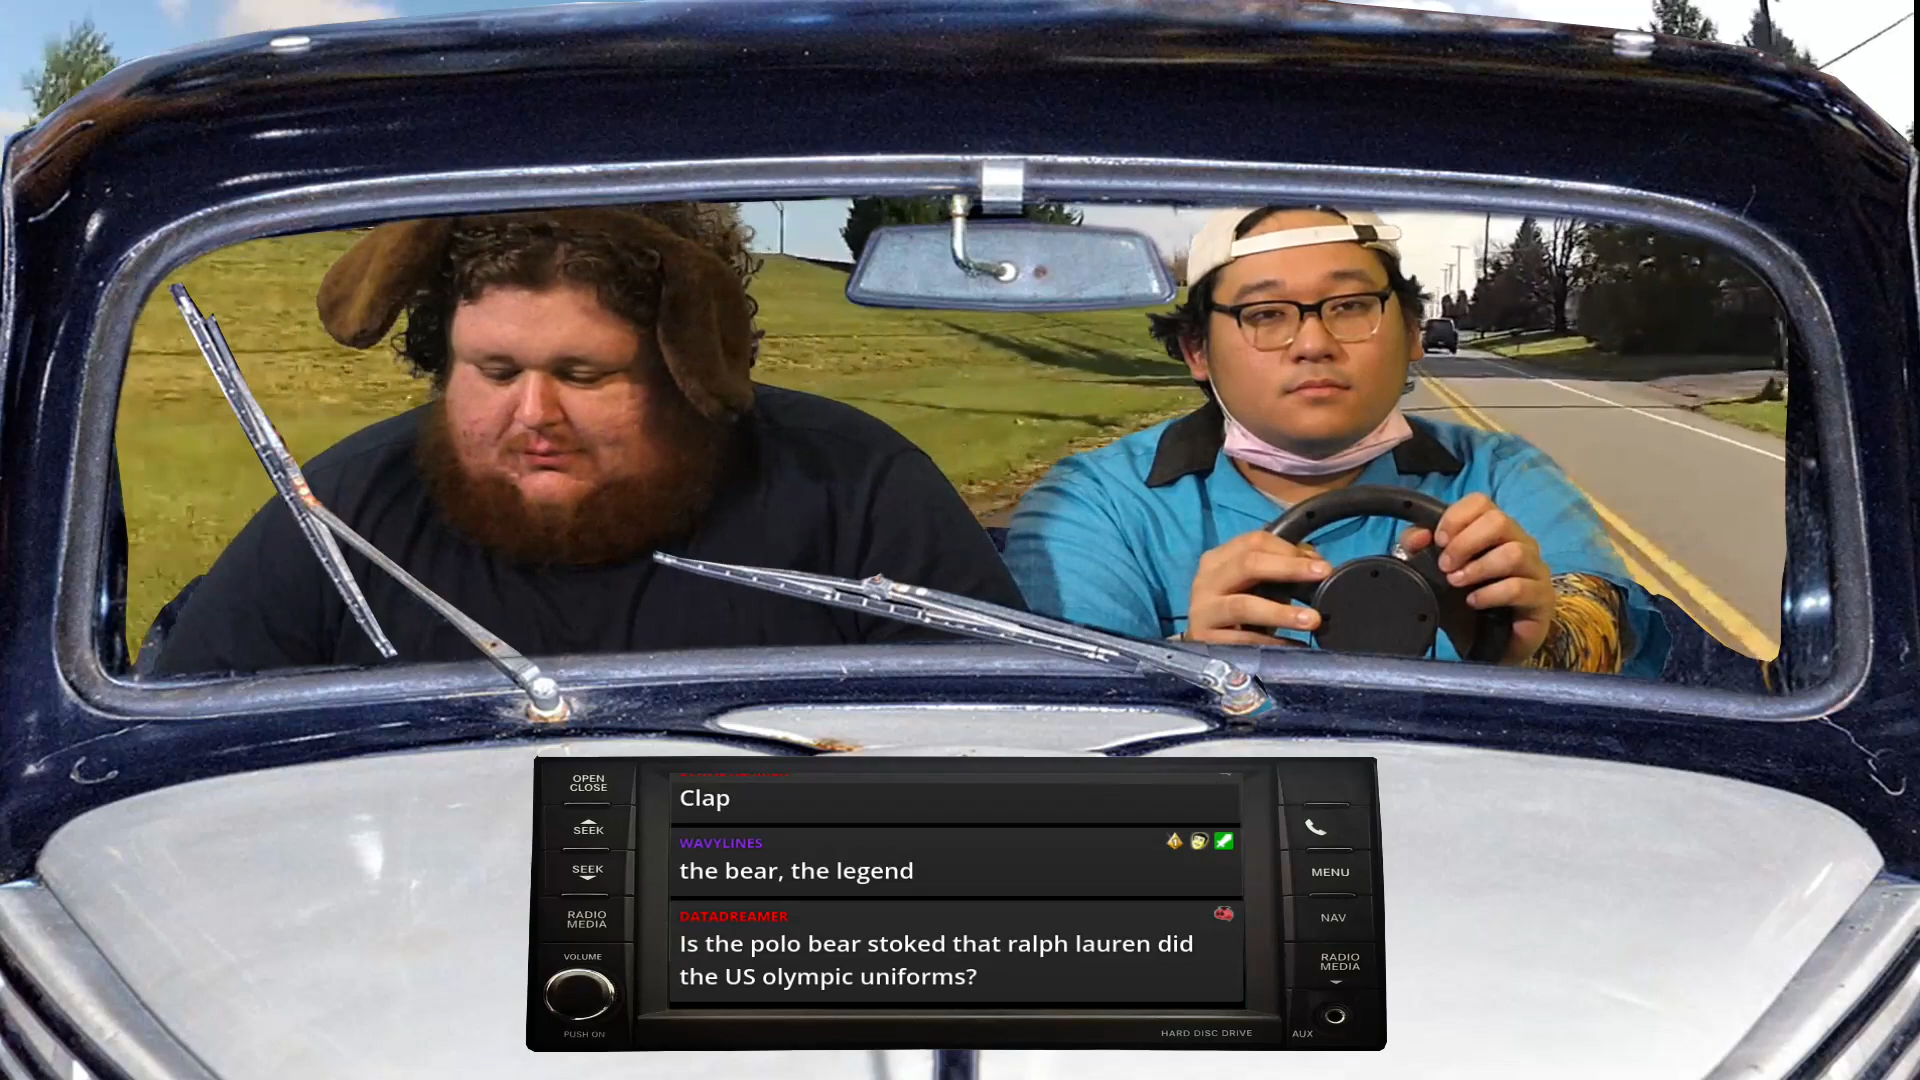 OPEN
CLOSE
SEEK
SEEK
RADIO
MEDIA
VOLUME
PUSH ON
Clap
WAVYLINES
the bear, the legend
DATADREAMER
Is the polo bear stoked that ralph lauren did
the US olympic uniforms?
HARD DISC DRIVE
MENU
NAV
RADIO
MEDIA
AUX